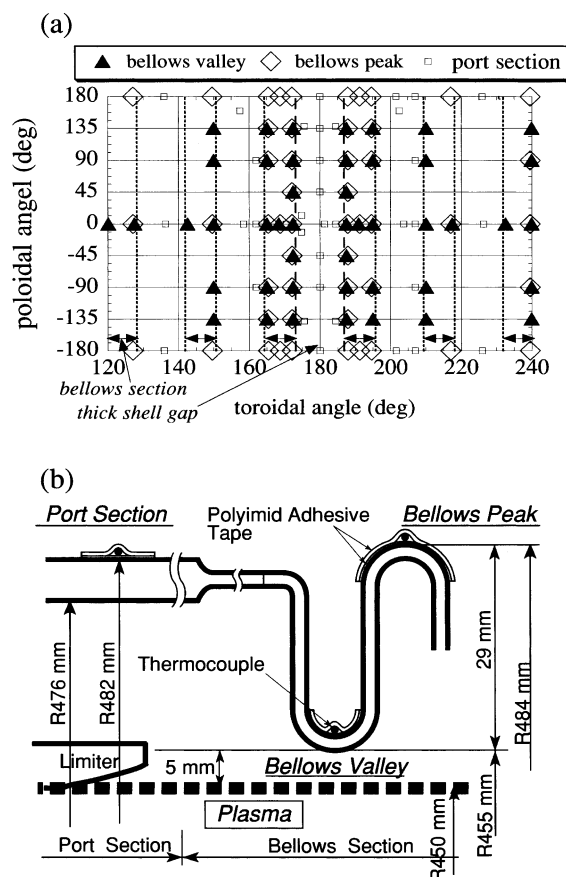 (a)
bellows valley bellows peak port section
180
135
90
45
0
-45
-90
-135
-180
poloidal angel (deg)
120 140 160 180 200 220 240
bellows section
thick shell gap
toroidal angle (deg)
(b)
Port Section
Polyimid Adhesive
Tape
Bellows Peak
R476 mm
R482 mm
Thermocouple
29 mm
R484 mm
Limiter
5 mm
Bellows Valley
Plasma
R450 mm
R455 mm
Port Section
Bellows Section